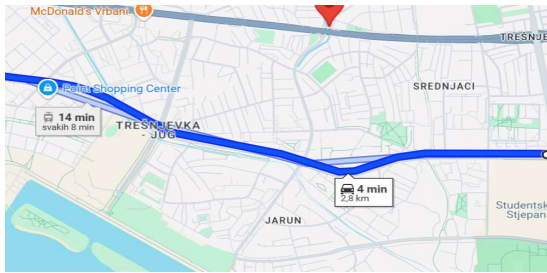 McDonald's Vrbani
TREŠNJE
Point Shopping Center
SREDNJACI
14 min
svakih 8 min
TREŠNJEVKA
- JUG
4 min
2,8 km
Studentsk
Stjepan
JARUN